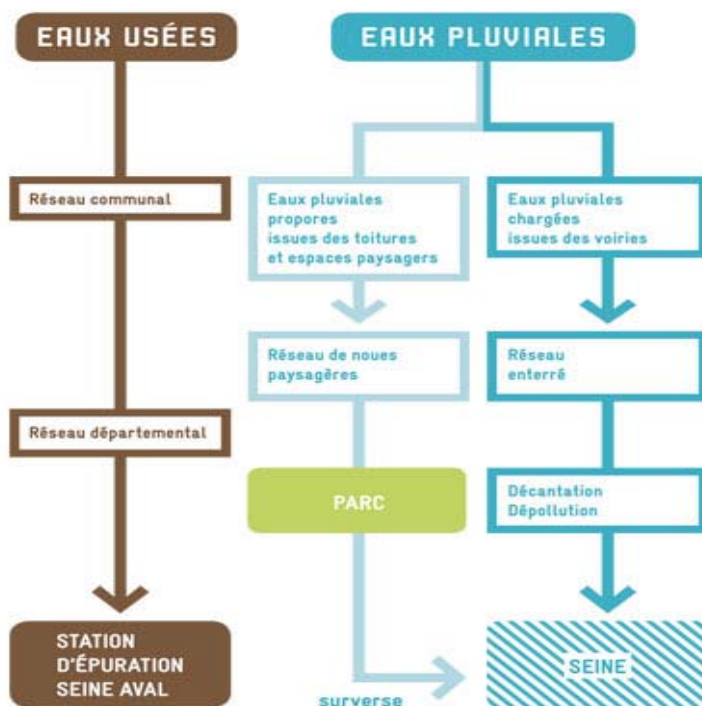 EAUX USÉES
EAUX PLUVIALES
Réseau communal
Eaux pluviales
propores
issues des toitures
et espaces paysagers
Eaux pluviales
chargées
issues des voiries
Réseau de noues
paysagères
Réseau
enterré
Réseau départemental
PARC
Décantation
Dépollution
STATION
D'ÉPURATION
SEINE AVAL
SEINE
surverse